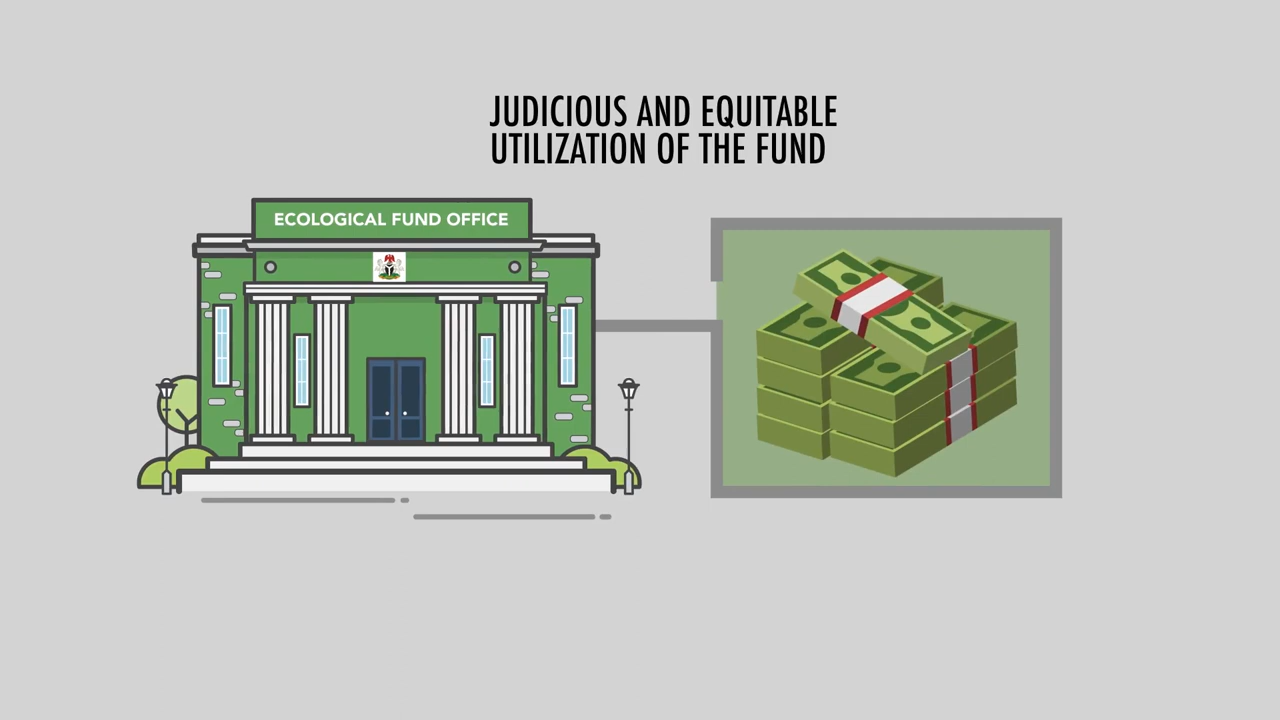 JUDICIOUS AND EQUITABLE
UTILIZATION OF THE FUND
ECOLOGICAL FUND OFFICE